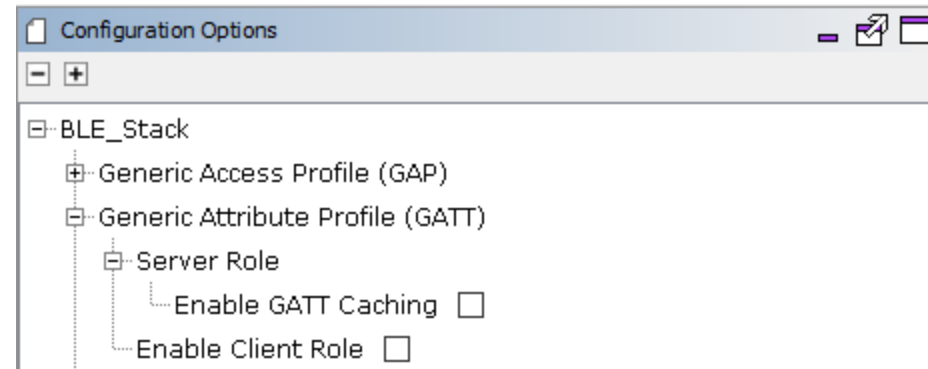 Configuration Options
BLE_Stack
Generic Access Profile (GAP)
Generic Attribute Profile (GATT)
Server Role
Enable GATT Caching
Enable Client Role